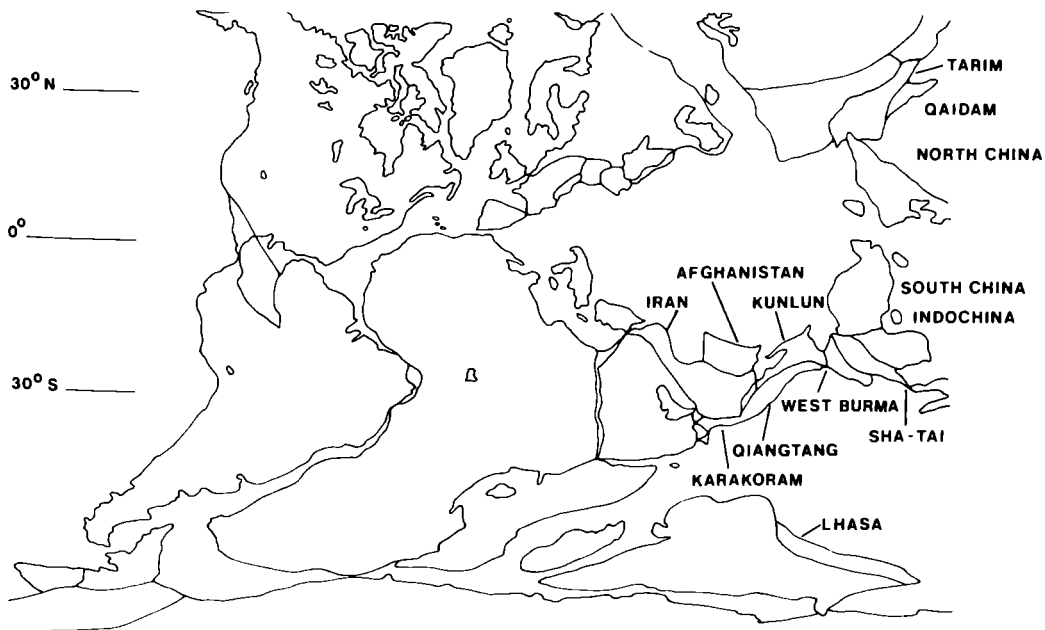 30° N
TARIM
QAIDAM
NORTH CHINA
0°
AFGHANISTAN
SOUTH CHINA
IRAN
KUNLUN
INDOCHINA
30° S
WEST BURMA
SHA-TAI
QIANGTANG
KARAKORAM
LHASA